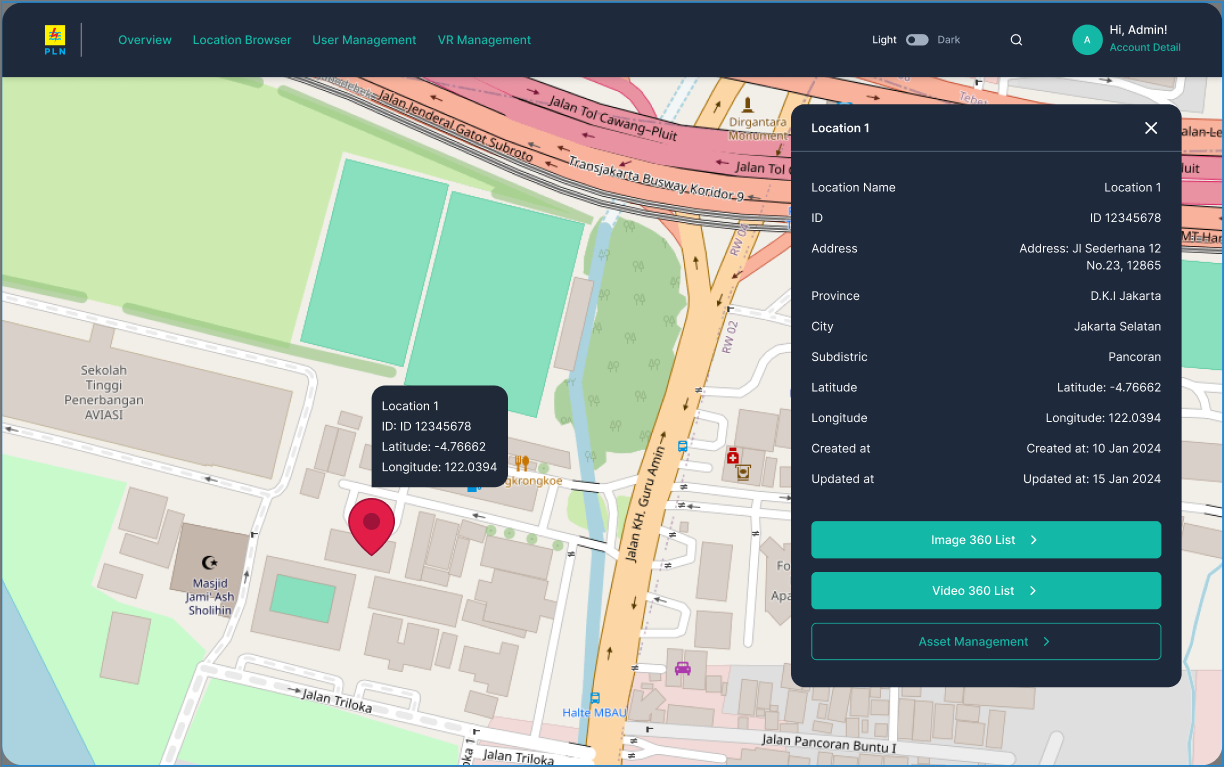 PLN
Overview
Location Browser
User Management
VR Management
Light
Dark
A
Hi, Admin!
Account Detail
Jalan Jenderal Gatot Subroto
Jalan Tol Cawang-Pluit
Transjakarta Busway Koridor 9
Dirgantara
Monument
Jalan Tol
RW 02
Sekolah
Tinggi
Penerbangan
AVIASI
Location 1
ID: ID 12345678
Latitude: -4.76662
Longitude: 122.0394
gkrongkoe
Jalan KH. Guru Amin
Masjid
Jami' Ash
Sholihin
Jalan Triloka
Halte MBAU
Jalan Triloka
Jalan Pancoran Buntu I
Location 1
Location Name
Location 1
ID
ID 12345678
Address
Address: Jl Sederhana 12
No.23, 12865
Province
D.K.I Jakarta
City
Jakarta Selatan
Subdistric
Pancoran
Latitude
Latitude: -4.76662
Longitude
Longitude: 122.0394
Created at
Created at: 10 Jan 2024
Updated at
Updated at: 15 Jan 2024
Image 360 List
Video 360 List
Asset Management